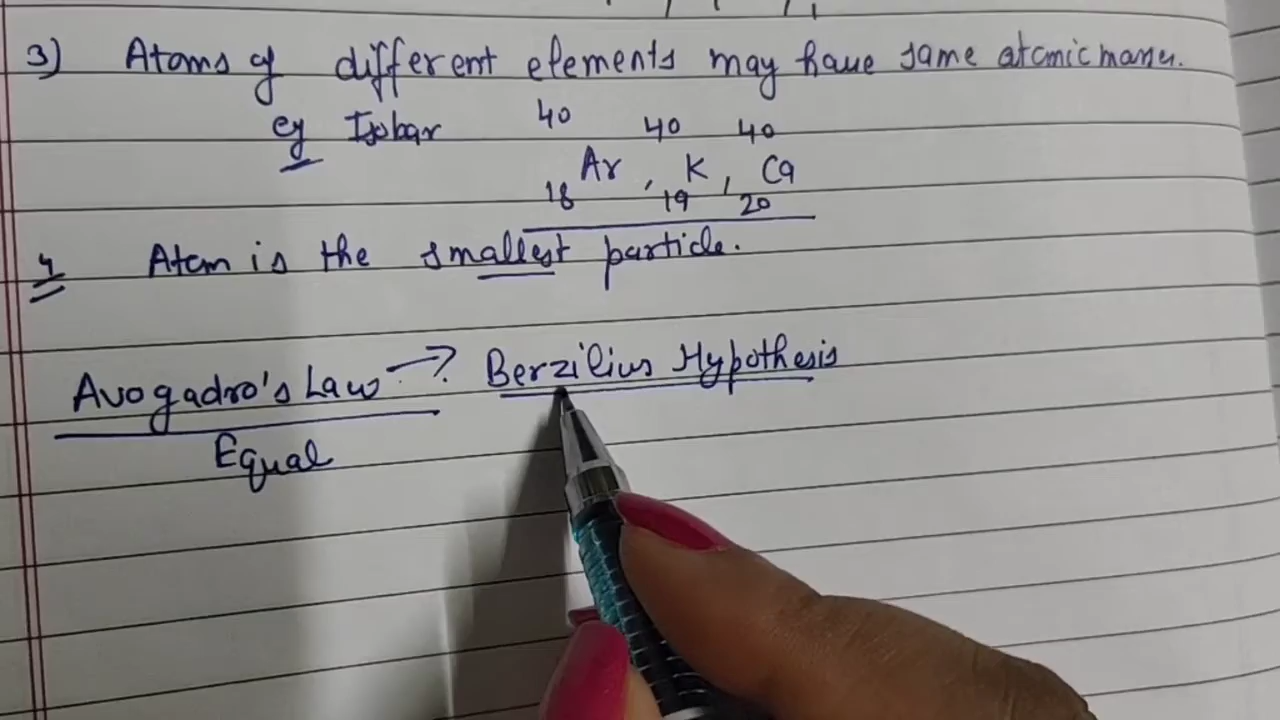 3) Atoms of different elements may have same atomic masses.
eg Isobar 40 40 40
Ar, K, Ca
18 19 20
4 Atom is the smallest particle.
Avogadro's Law → ? Berzilius Hypothesis
Equal